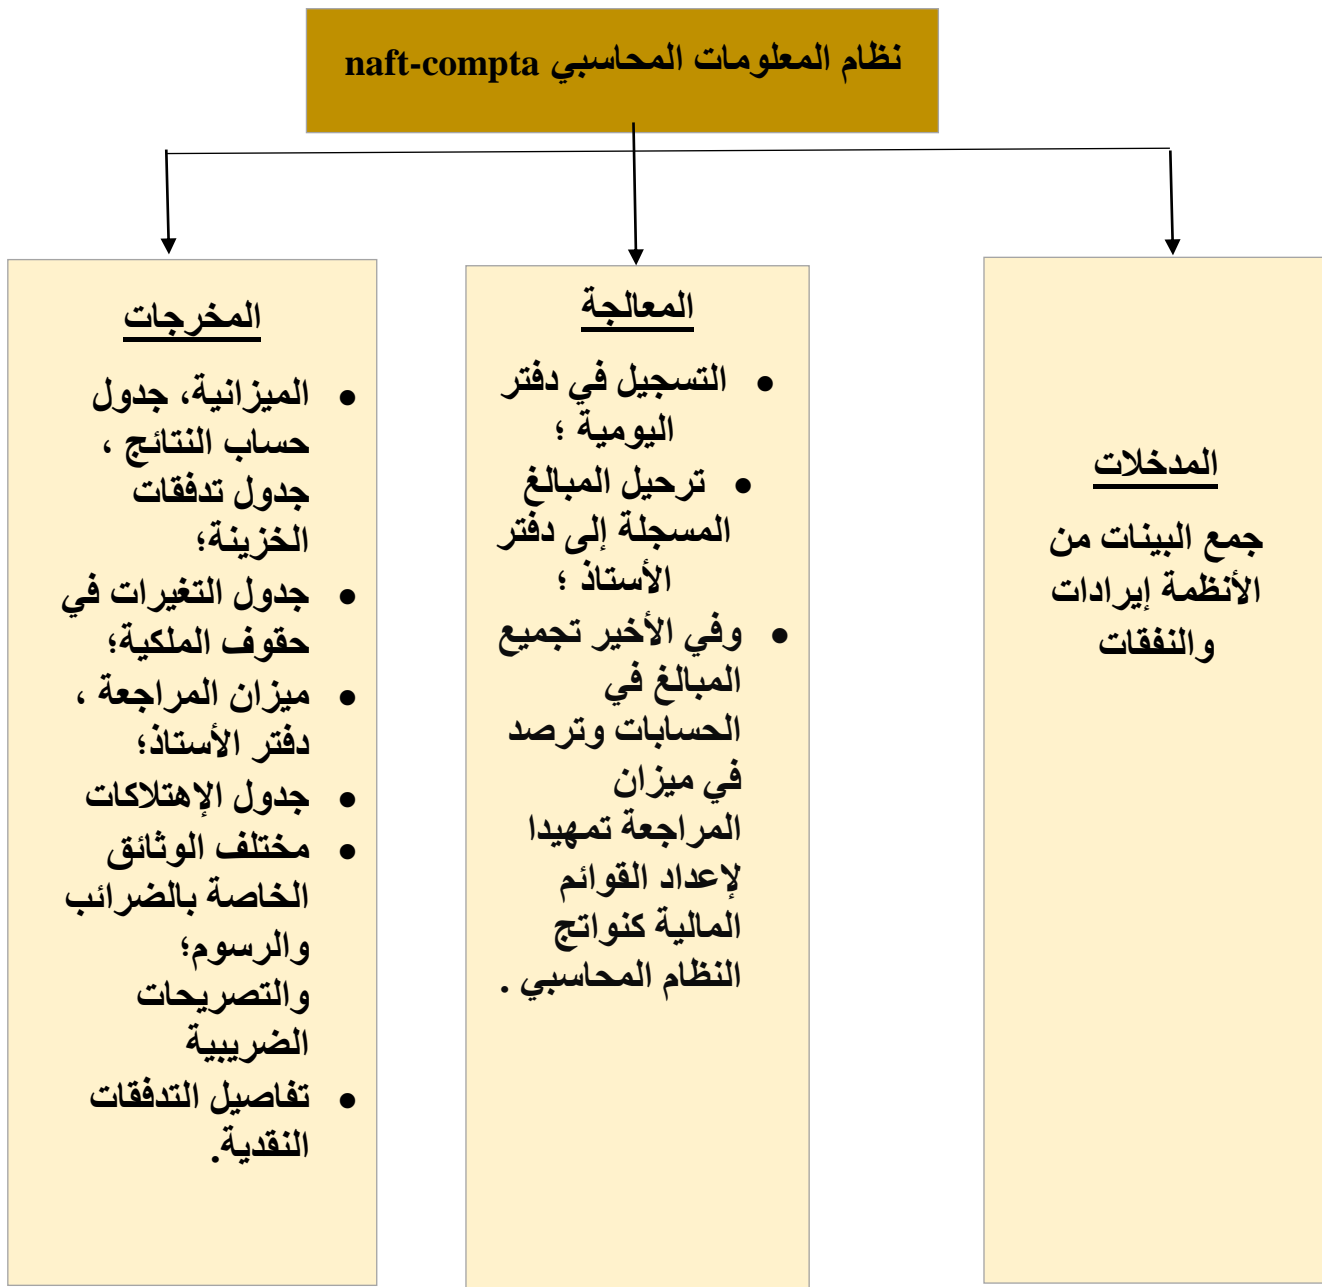 نظام المعلومات المحاسبي naft-compta
المدخلات
جمع البينات من
الأنظمة إيرادات
والنفقات
المعالجة
• التسجيل في دفتر
اليومية ؛
• ترحيل المبالغ
المسجلة إلى دفتر
الأستاذ ؛
• وفي الأخير تجميع
المبالغ في
الحسابات وترصد
في ميزان
المراجعة تمهيدا
لإعداد القوائم
المالية كنواتج
النظام المحاسبي .
المخرجات
• الميزانية، جدول
حساب النتائج ،
جدول تدفقات
الخزينة؛
• جدول التغيرات في
حقوف الملكية؛
• ميزان المراجعة ،
دفتر الأستاذ؛
• جدول الإهتلاكات
• مختلف الوثائق
الخاصة بالضرائب
والرسوم؛
والتصريحات
الضريبية
• تفاصيل التدفقات
النقدية.